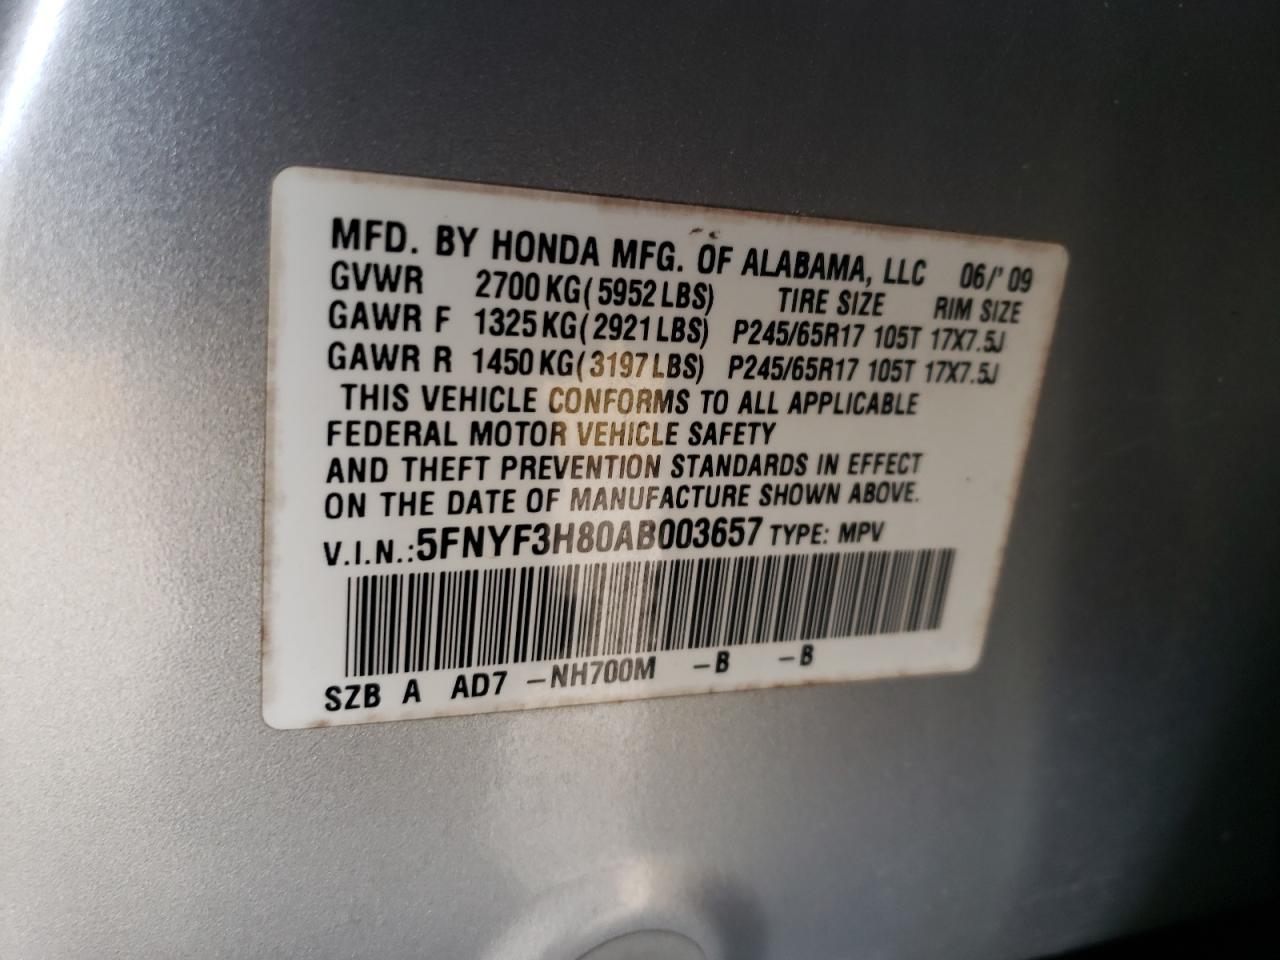 MFD. BY HONDA MFG. OF ALABAMA, LLC 06/'09
GVWR 2700 KG(5952 LBS) TIRE SIZE RIM SIZE
GAWR F 1325 KG(2921 LBS) P245/65R17 105T 17X7.5J
GAWR R 1450 KG(3197 LBS) P245/65R17 105T 17X7.5J
THIS VEHICLE CONFORMS TO ALL APPLICABLE
FEDERAL MOTOR VEHICLE SAFETY
AND THEFT PREVENTION STANDARDS IN EFFECT
ON THE DATE OF MANUFACTURE SHOWN ABOVE.
V.I.N.:5FNYF3H80AB003657 TYPE: MPV
SZB A AD7 -NH700M -B -B